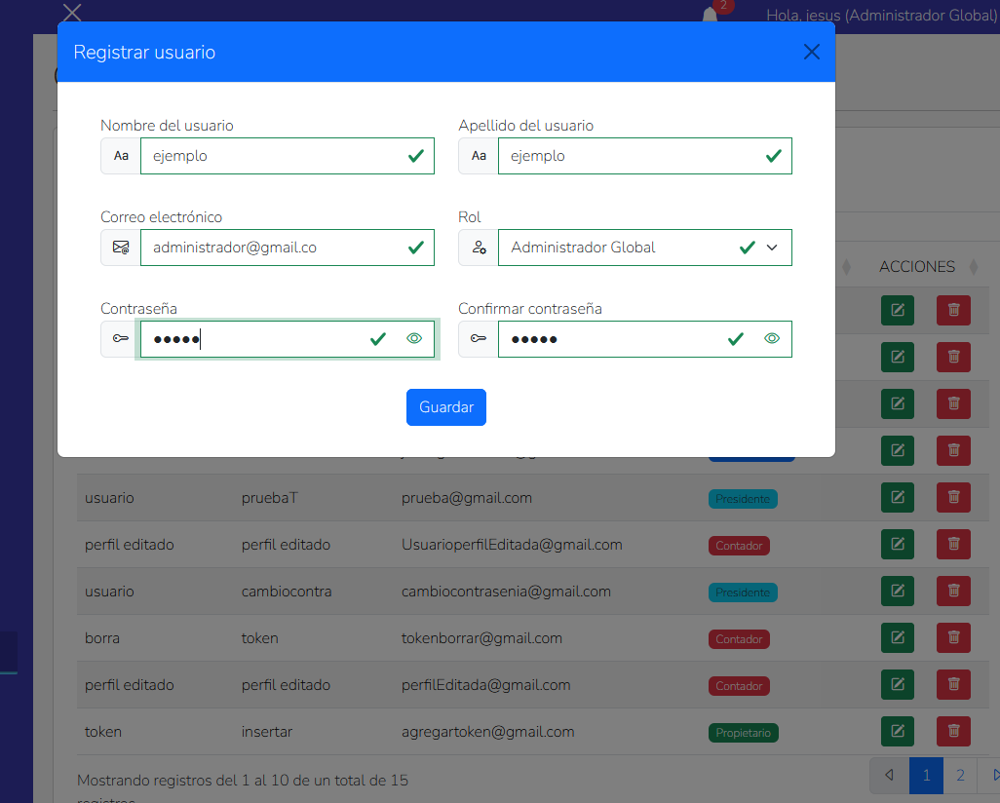 2
Hola, jesus (Administrador Global)
Registrar usuario
Nombre del usuario
Apellido del usuario
Aa
ejemplo
Aa
ejemplo
Correo electrónico
Rol
administrador@gmail.co
Administrador Global
Contraseña
Confirmar contraseña
•••••
•••••
Guardar
ACCIONES
usuario pruebaT prueba@gmail.com Presidente
perfil editado perfil editado UsuarioperfilEditada@gmail.com Contador
usuario cambiocontra cambiocontrasenia@gmail.com Presidente
borra token tokenborrar@gmail.com Contador
perfil editado perfil editado perfilEditada@gmail.com Contador
token insertar agregartoken@gmail.com Propietario
Mostrando registros del 1 al 10 de un total de 15
registros
1 2